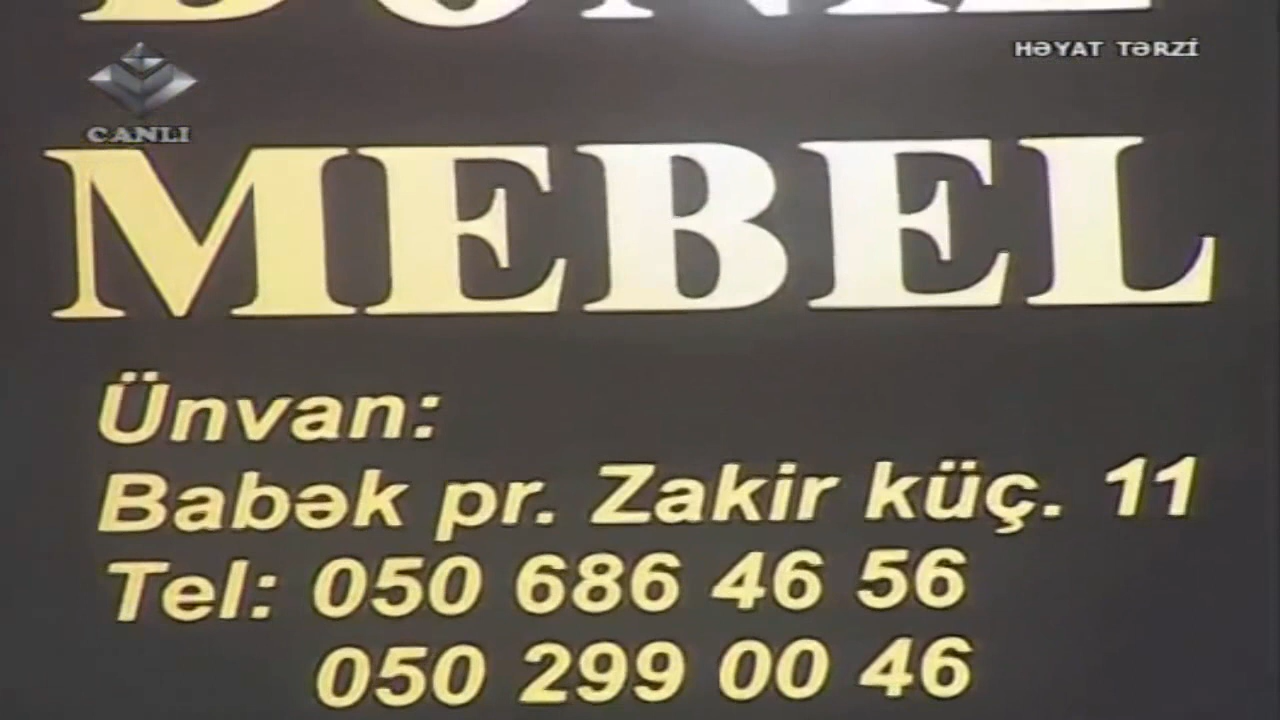 HƏYAT TƏRZİ
CANLI
MEBEL
Ünvan:
Babək pr. Zakir küç. 11
Tel: 050 686 46 56
050 299 00 46